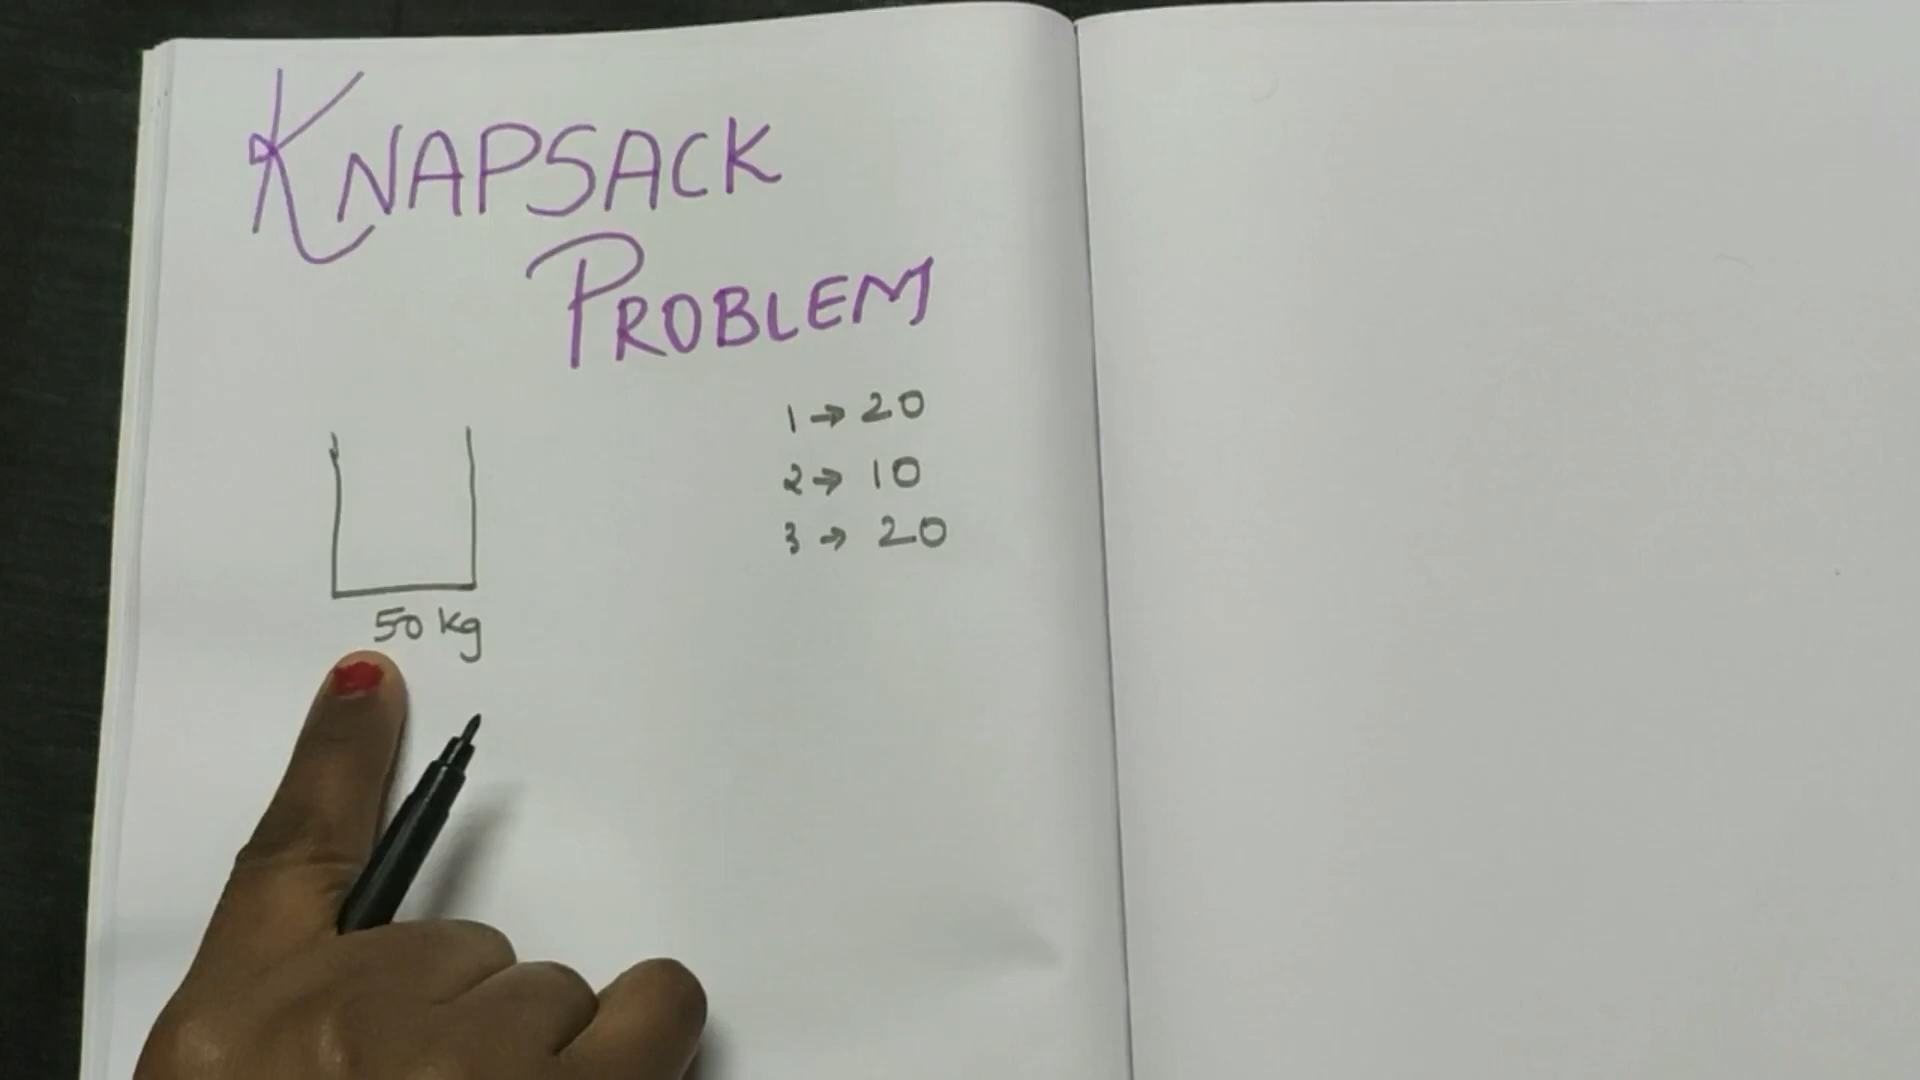 KNAPSACK
PROBLEM
1 → 20
2 → 10
3 → 20
50 kg